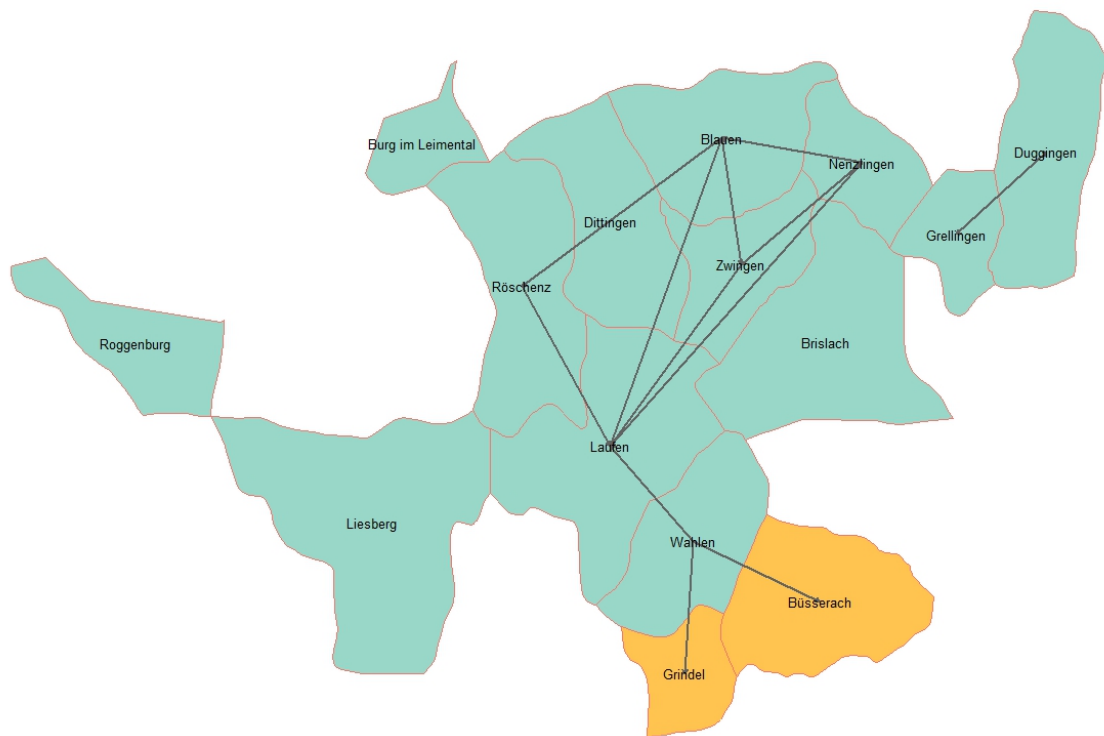 Blauen
Burg im Leimental
Duggingen
Nenzlingen
Dittingen
Grellingen
Zwingen
Röschenz
Roggenburg
Brislach
Laufen
Liesberg
Wahlen
Büsserach
Grindel